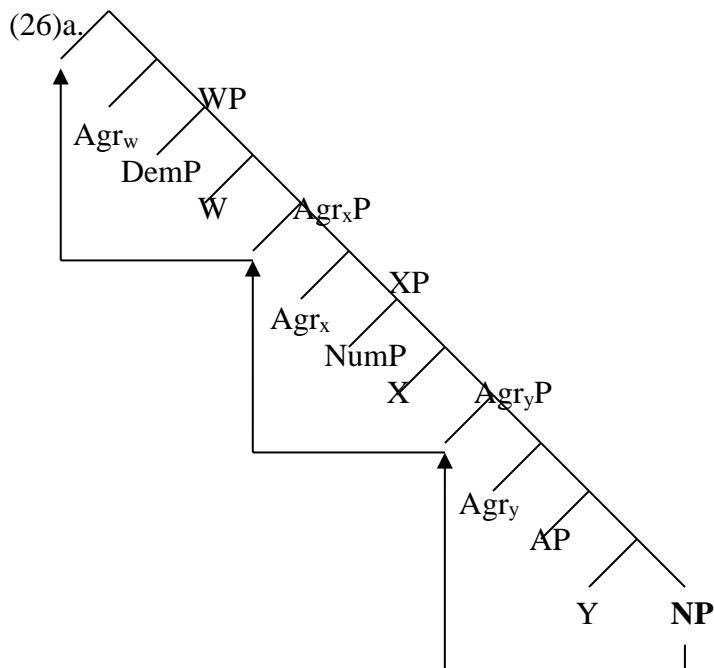 (26)a.
WP
Agrw
DemP
W
AgrxP
XP
Agrx
NumP
X
AgryP
Agry
AP
Y NP